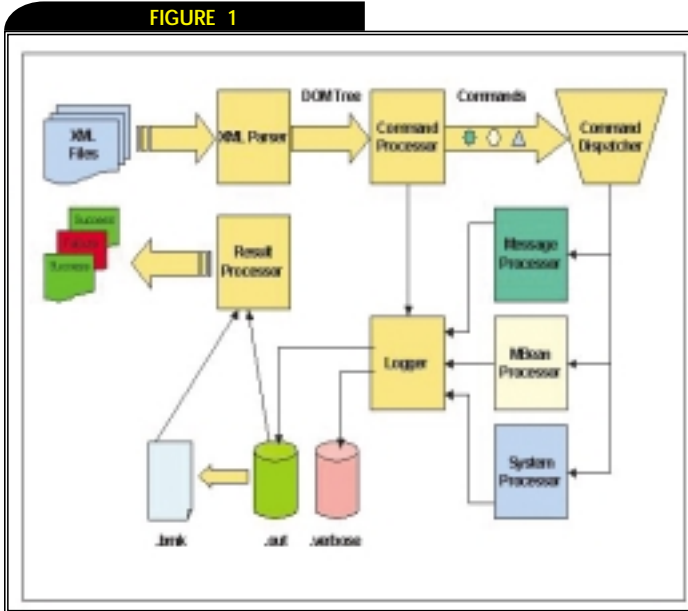 FIGURE 1
DOM Tree
Commands
XML
Files
XML Parser
Command
Processor
Command
Dispatcher
Success
Failure
Success
Result
Processor
Message
Processor
Logger
MBean
Processor
System
Processor
.bmk
.out
.verbose